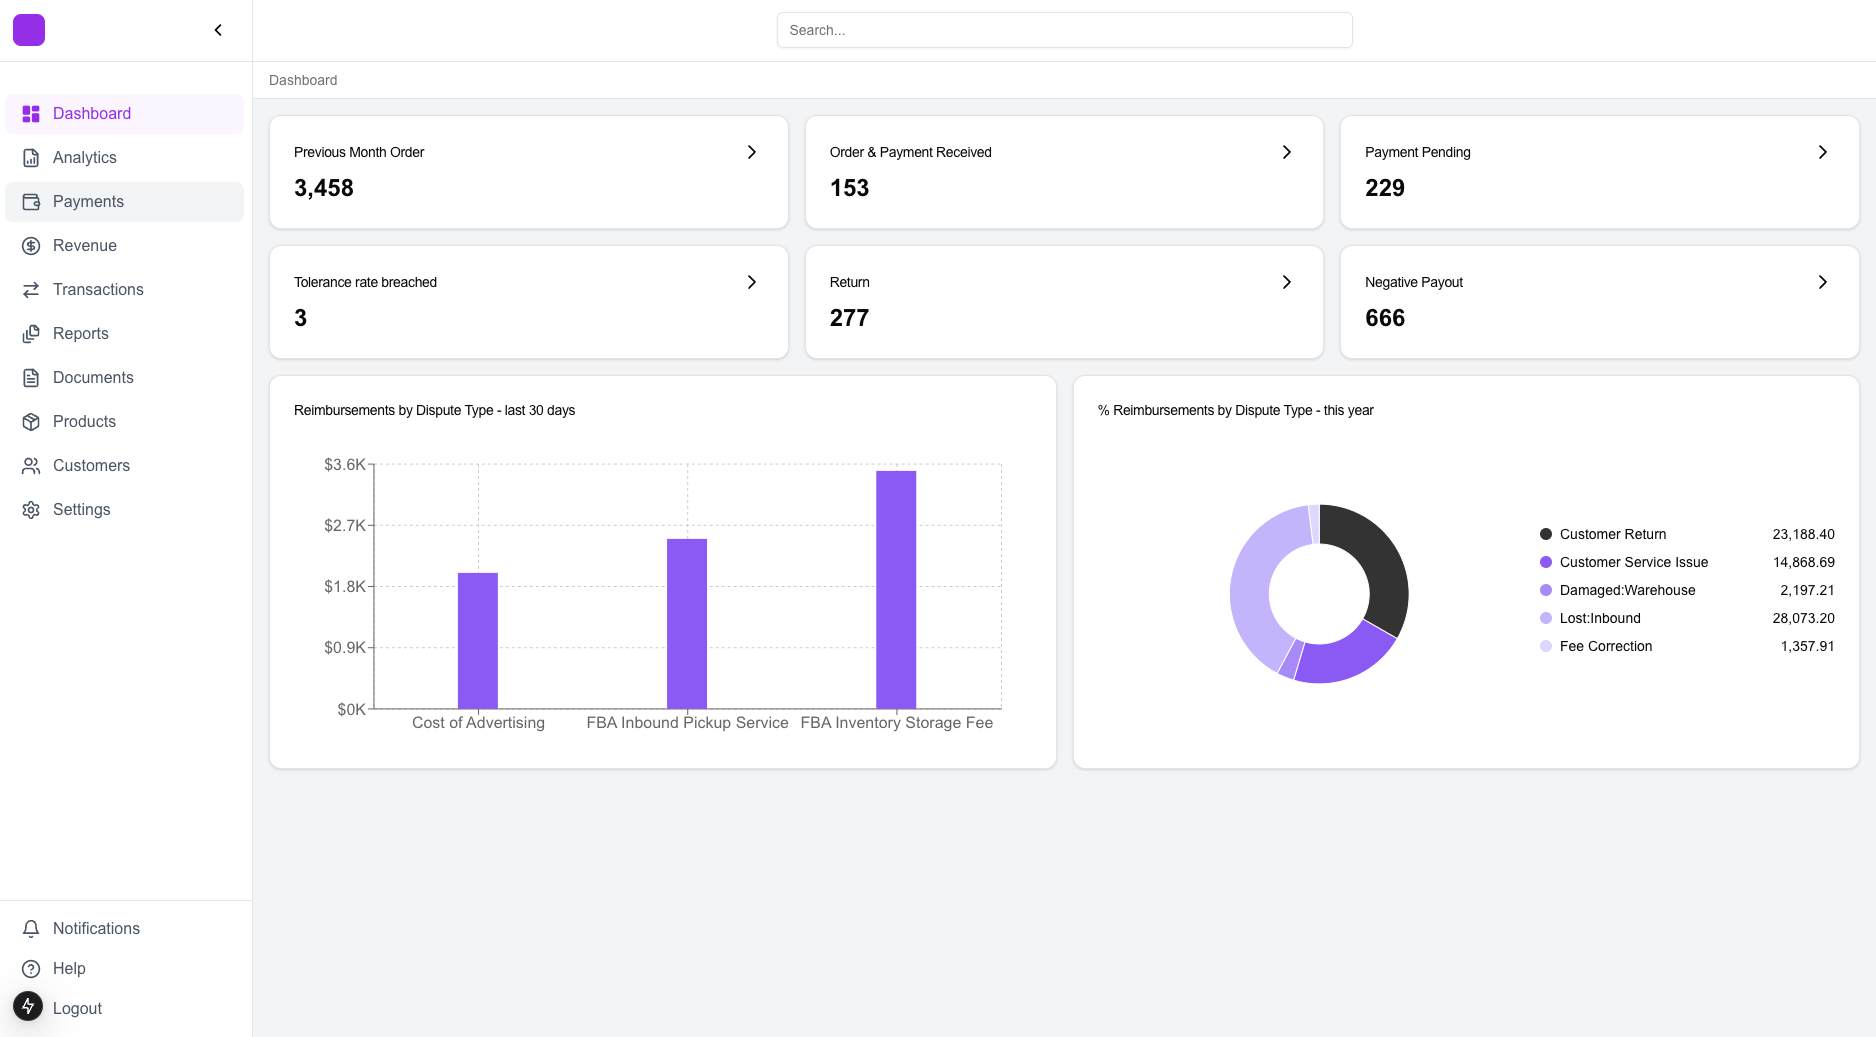 Search...
Dashboard
Dashboard
Analytics
Payments
Revenue
Transactions
Reports
Documents
Products
Customers
Settings
Notifications
Help
Logout
Previous Month Order
3,458
Order & Payment Received
153
Payment Pending
229
Tolerance rate breached
3
Return
277
Negative Payout
666
Reimbursements by Dispute Type - last 30 days
$3.6K
$2.7K
$1.8K
$0.9K
$0K
Cost of Advertising FBA Inbound Pickup Service FBA Inventory Storage Fee
% Reimbursements by Dispute Type - this year
Customer Return 23,188.40
Customer Service Issue 14,868.69
Damaged:Warehouse 2,197.21
Lost:Inbound 28,073.20
Fee Correction 1,357.91